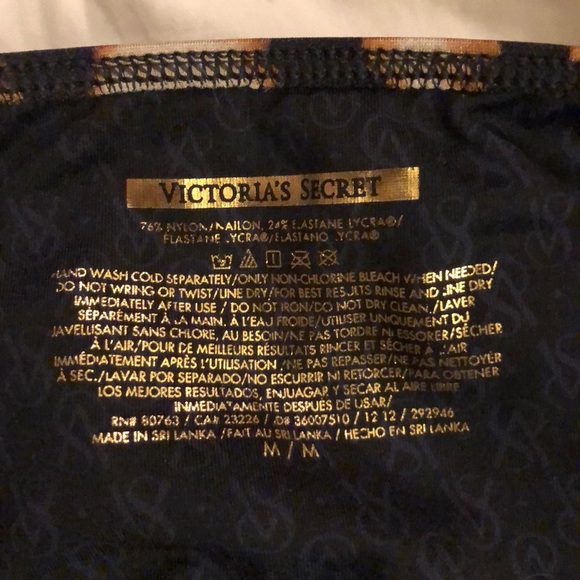 VICTORIA'S SECRET
76% NYLON/NAILON, 24% ELASTANE LYCRA®/
ELASTANE LYCRA®/ELASTANO LYCRA®
HAND WASH COLD SEPARATELY/ONLY NON-CHLORINE BLEACH WHEN NEEDED/
DO NOT WRING OR TWIST/LINE DRY/FOR BEST RESULTS RINSE AND LINE DRY
IMMEDIATELY AFTER USE / DO NOT IRON/DO NOT DRY CLEAN./LAVER
SÉPARÉMENT À LA MAIN. À L'EAU FROIDE/UTILISER UNIQUEMENT DU
JAVELLISANT SANS CHLORE, AU BESOIN/NE PAS TORDRE NI ESSORER/SÉCHER
À L'AIR/POUR DE MEILLEURS RÉSULTATS RINCER ET SÉCHER À L'AIR
IMMÉDIATEMENT APRÈS L'UTILISATION /NE PAS REPASSER/NE PAS NETTOYER
À SEC./LAVAR POR SEPARADO/NO ESCURRIR NI RETORCER/PARA OBTENER
LOS MEJORES RESULTADOS, ENJUAGAR Y SECAR AL AIRE LIBRE
INMEDIATAMENTE DESPUÉS DE USAR/
RN# 80763 / CA# 23226 / ID# 36007510 / 12 12 / 292946
MADE IN SRI LANKA /FAIT AU SRI LANKA / HECHO EN SRI LANKA
M / M